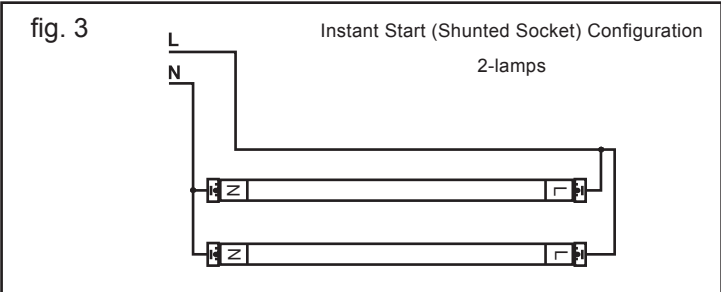 fig. 3
Instant Start (Shunted Socket) Configuration
2-lamps
L
N
N
L
N
L